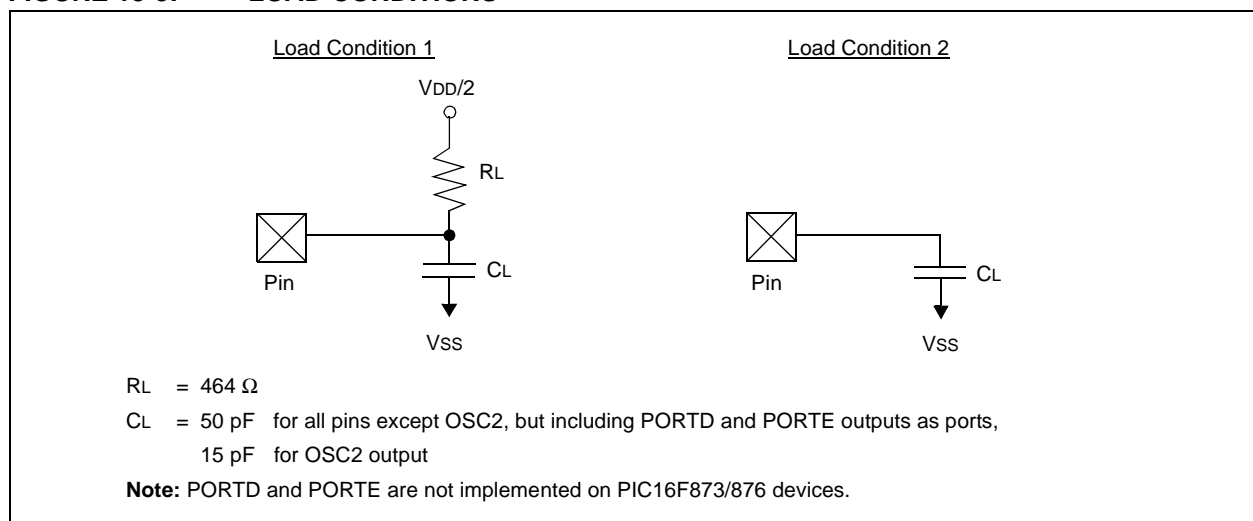 FIGURE 15-3: LOAD CONDITIONS
Load Condition 1
Load Condition 2
VDD/2
RL
Pin
CL
VSS
Pin
CL
VSS
RL = 464 Ω
CL = 50 pF for all pins except OSC2, but including PORTD and PORTE outputs as ports,
15 pF for OSC2 output
Note: PORTD and PORTE are not implemented on PIC16F873/876 devices.